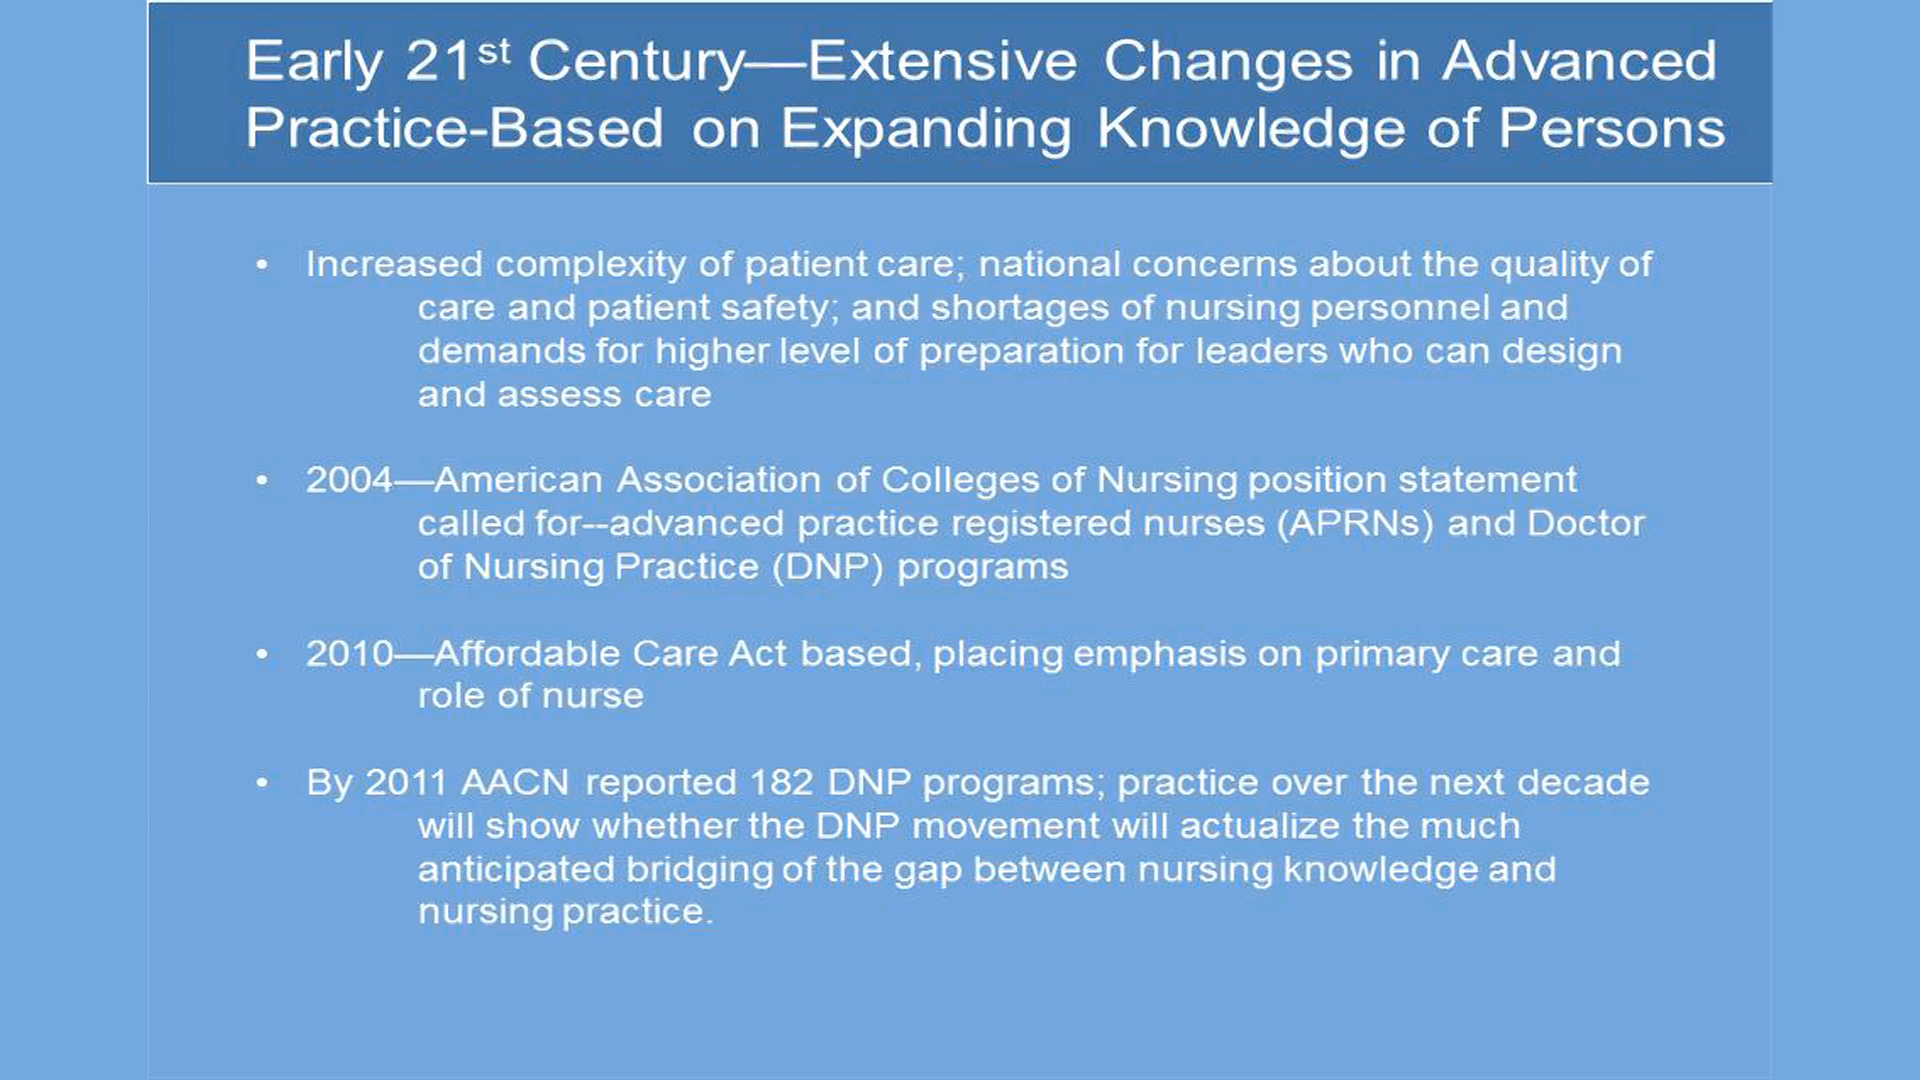 Early 21st Century—Extensive Changes in Advanced
Practice-Based on Expanding Knowledge of Persons
• Increased complexity of patient care; national concerns about the quality of
care and patient safety; and shortages of nursing personnel and
demands for higher level of preparation for leaders who can design
and assess care
• 2004—American Association of Colleges of Nursing position statement
called for--advanced practice registered nurses (APRNs) and Doctor
of Nursing Practice (DNP) programs
• 2010—Affordable Care Act based, placing emphasis on primary care and
role of nurse
• By 2011 AACN reported 182 DNP programs; practice over the next decade
will show whether the DNP movement will actualize the much
anticipated bridging of the gap between nursing knowledge and
nursing practice.